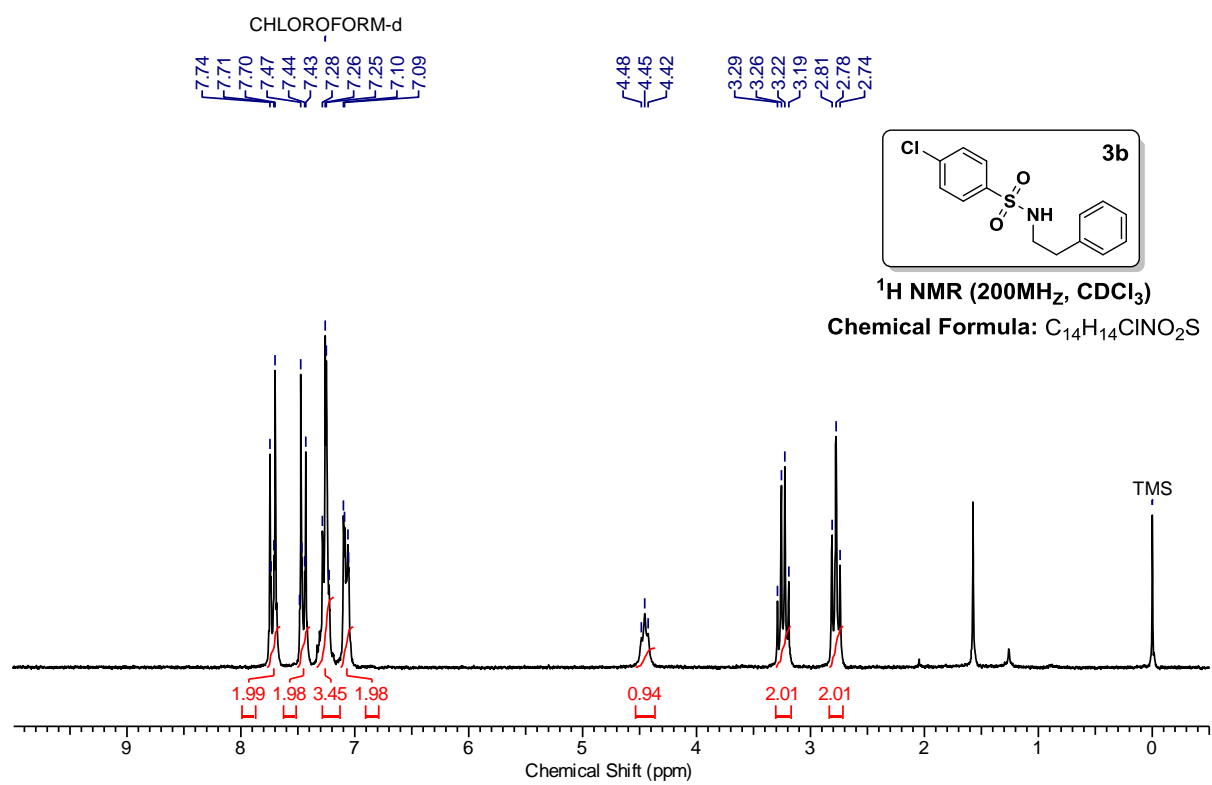 CHLOROFORM-d
7.74 7.71 7.70 7.47 7.44 7.43 7.28 7.26 7.25 7.10 7.09 4.48 4.45 4.42 3.29 3.26 3.22 3.19 2.81 2.78 2.74
Cl
3b
O
S
NH
O
¹H NMR (200MHZ, CDCl₃)
Chemical Formula: C₁₄H₁₄ClNO₂S
TMS
1.99 1.98 3.45 1.98 0.94 2.01 2.01
9 8 7 6 5 4 3 2 1 0
Chemical Shift (ppm)